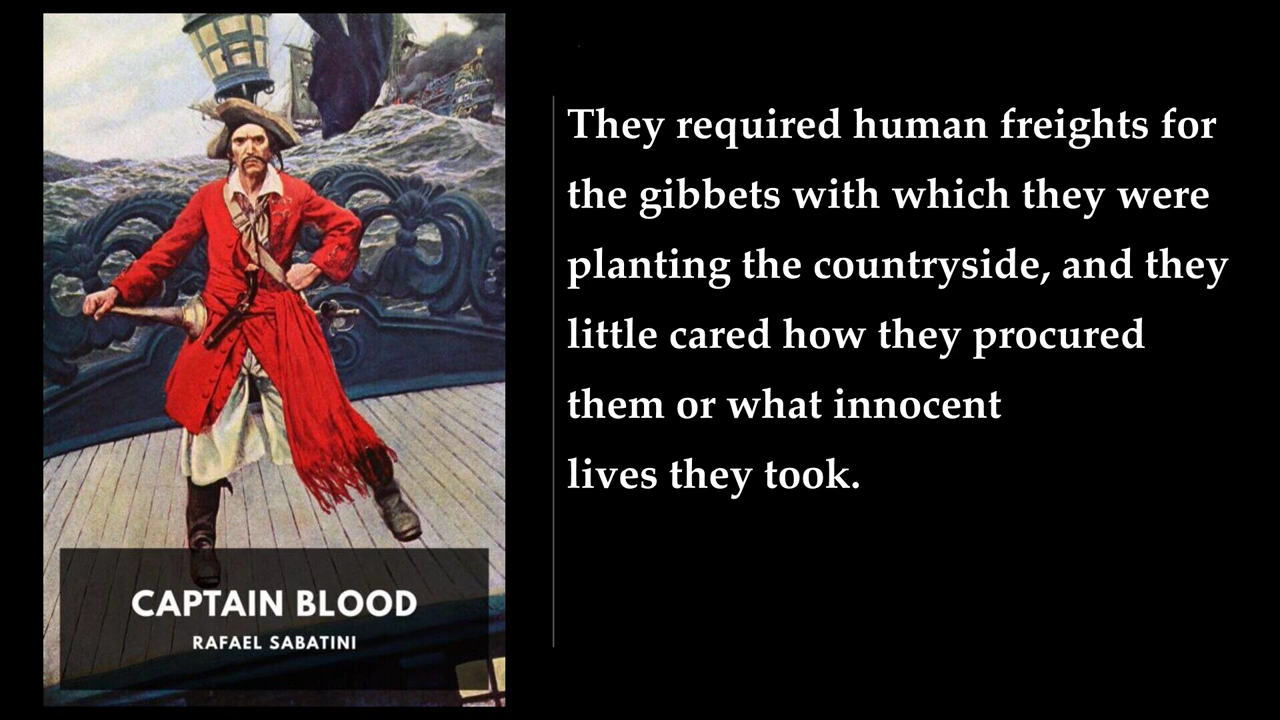 They required human freights for
the gibbets with which they were
planting the countryside, and they
little cared how they procured
them or what innocent
lives they took.
CAPTAIN BLOOD
RAFAEL SABATINI